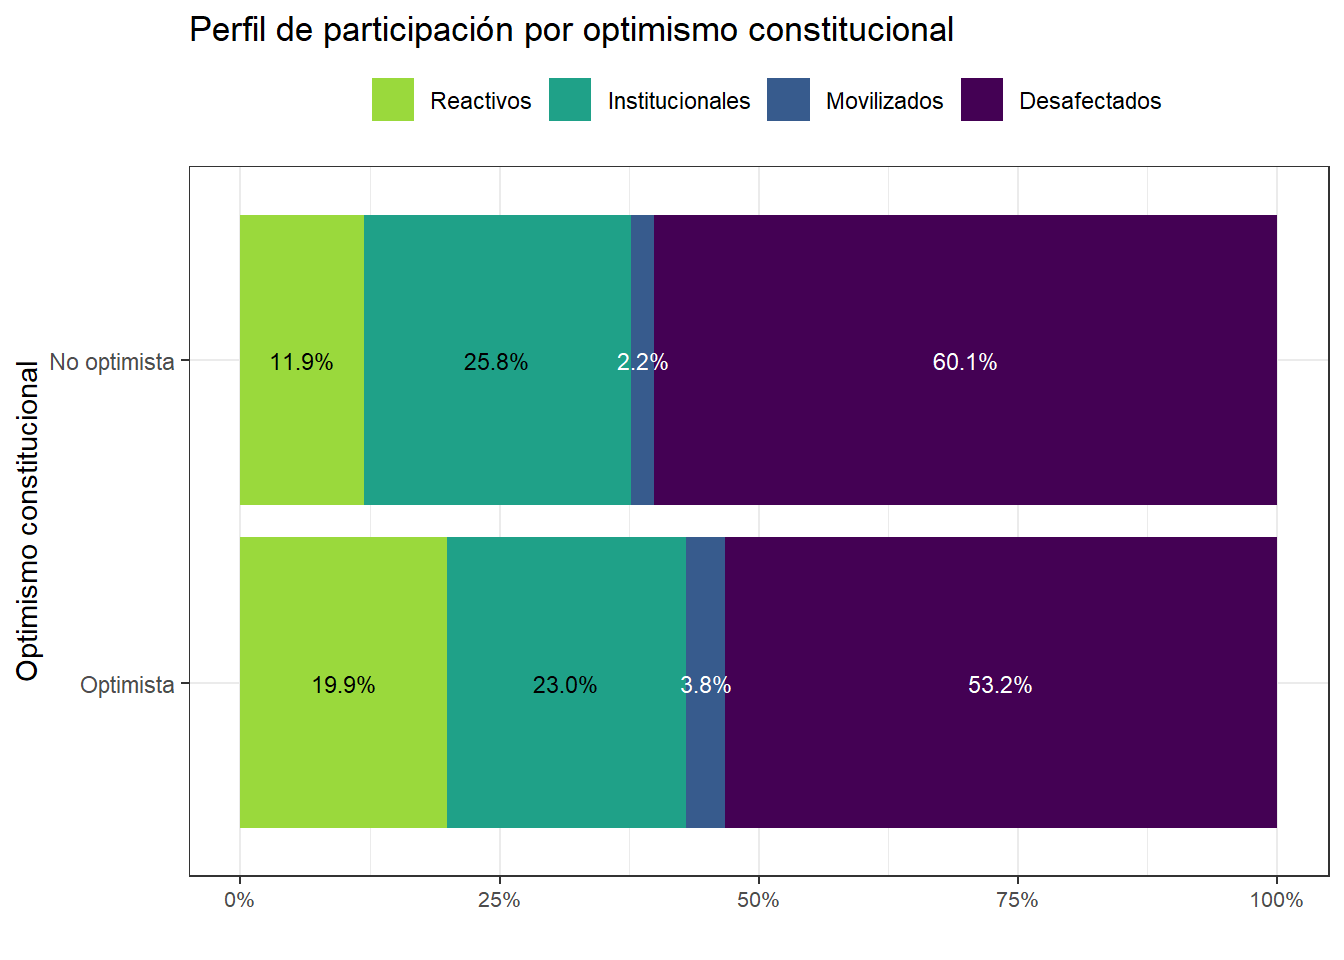 Perfil de participación por optimismo constitucional
Reactivos Institucionales Movilizados Desafectados
Optimismo constitucional
No optimista
11.9% 25.8% 2.2% 60.1%
Optimista
19.9% 23.0% 3.8% 53.2%
0% 25% 50% 75% 100%